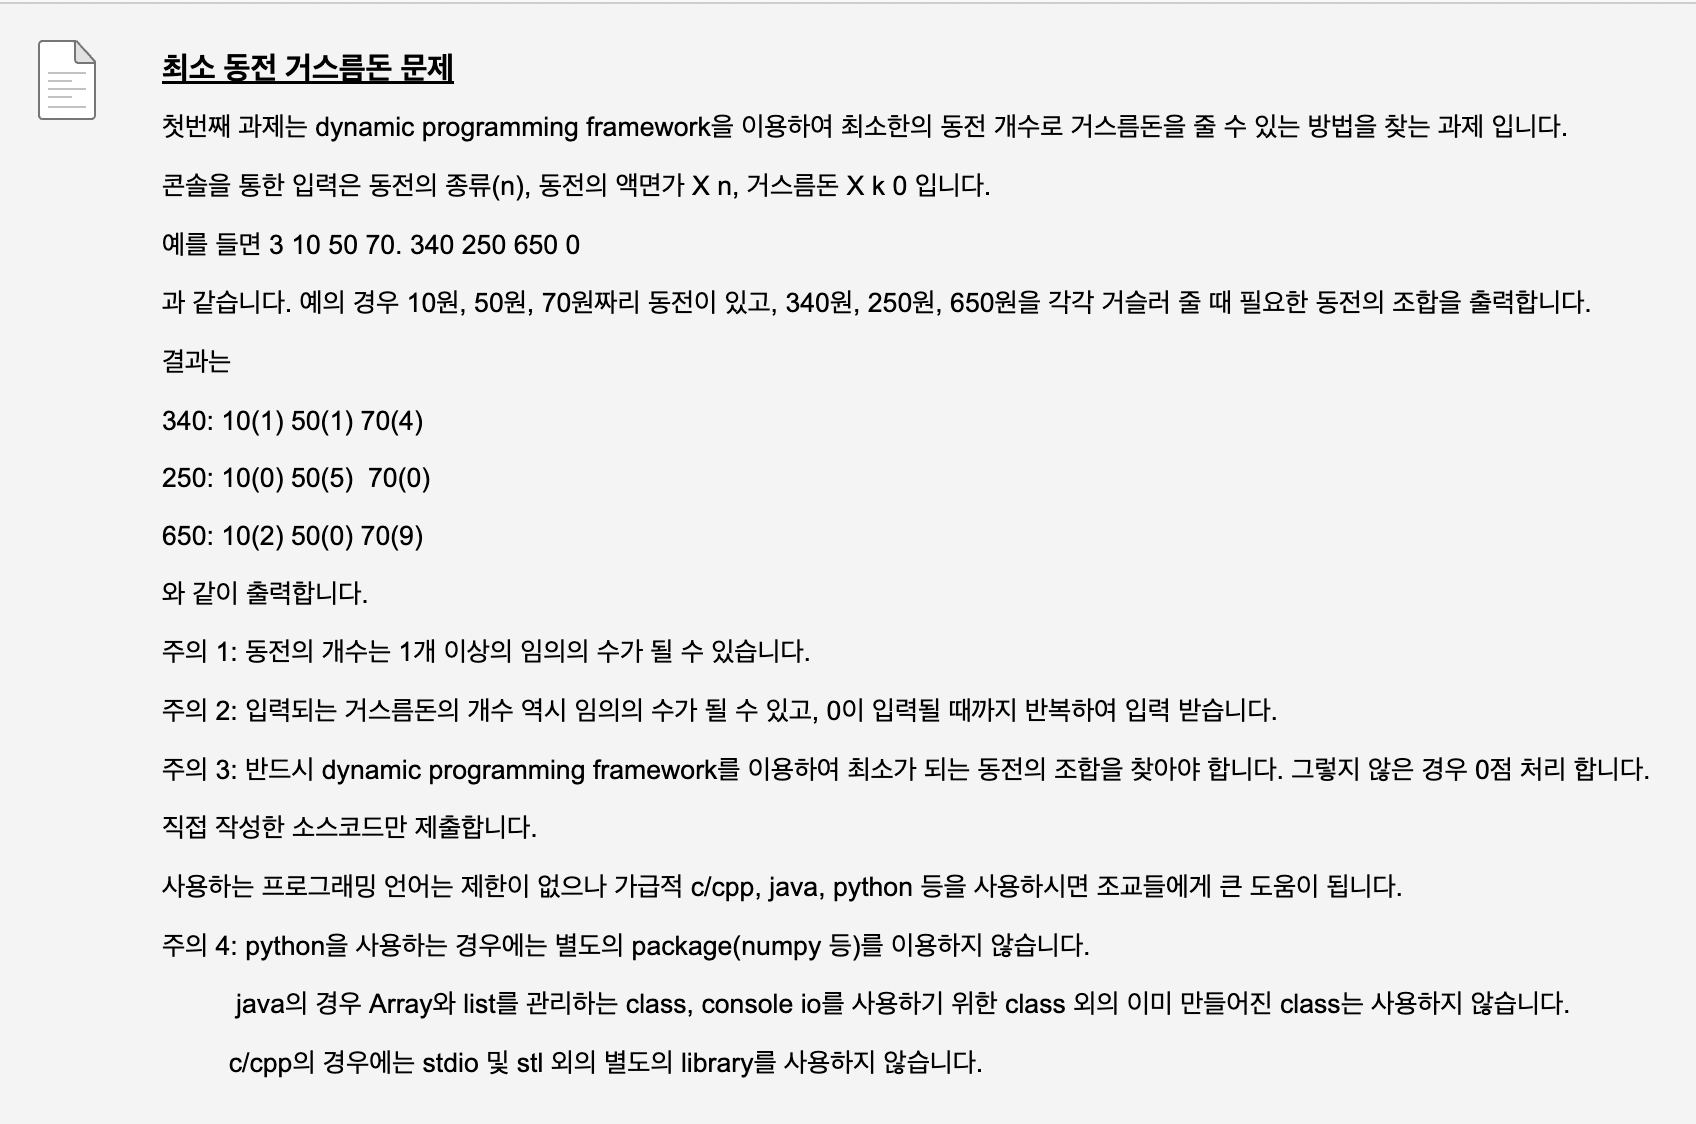 최소 동전 거스름돈 문제
첫번째 과제는 dynamic programming framework을 이용하여 최소한의 동전 개수로 거스름돈을 줄 수 있는 방법을 찾는 과제 입니다.
콘솔을 통한 입력은 동전의 종류(n), 동전의 액면가 X n, 거스름돈 X k 0 입니다.
예를 들면 3 10 50 70. 340 250 650 0
과 같습니다. 예의 경우 10원, 50원, 70원짜리 동전이 있고, 340원, 250원, 650원을 각각 거슬러 줄 때 필요한 동전의 조합을 출력합니다.
결과는
340: 10(1) 50(1) 70(4)
250: 10(0) 50(5)  70(0)
650: 10(2) 50(0) 70(9)
와 같이 출력합니다.
주의 1: 동전의 개수는 1개 이상의 임의의 수가 될 수 있습니다.
주의 2: 입력되는 거스름돈의 개수 역시 임의의 수가 될 수 있고, 0이 입력될 때까지 반복하여 입력 받습니다.
주의 3: 반드시 dynamic programming framework를 이용하여 최소가 되는 동전의 조합을 찾아야 합니다. 그렇지 않은 경우 0점 처리 합니다.
직접 작성한 소스코드만 제출합니다.
사용하는 프로그래밍 언어는 제한이 없으나 가급적 c/cpp, java, python 등을 사용하시면 조교들에게 큰 도움이 됩니다.
주의 4: python을 사용하는 경우에는 별도의 package(numpy 등)를 이용하지 않습니다.
java의 경우 Array와 list를 관리하는 class, console io를 사용하기 위한 class 외의 이미 만들어진 class는 사용하지 않습니다.
c/cpp의 경우에는 stdio 및 stl 외의 별도의 library를 사용하지 않습니다.